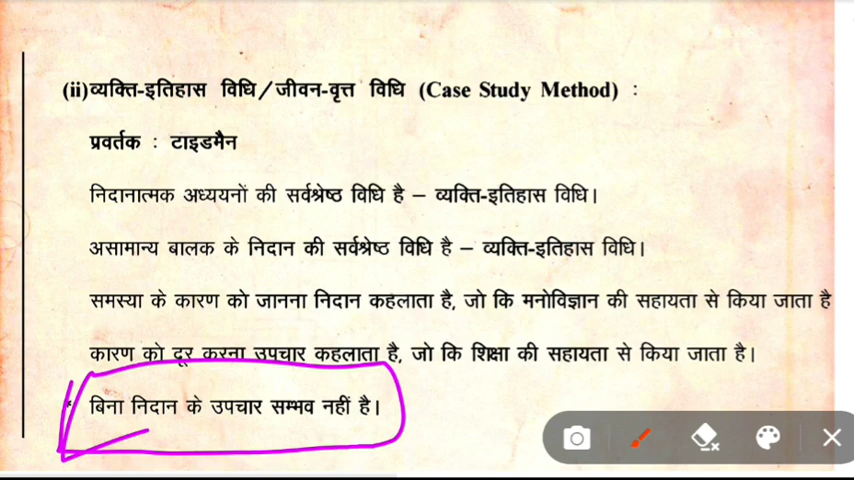 (ii)व्यक्ति-इतिहास विधि/जीवन-वृत्त विधि (Case Study Method) :
प्रवर्तक : टाइडमैन
निदानात्मक अध्ययनों की सर्वश्रेष्ठ विधि है – व्यक्ति-इतिहास विधि।
असामान्य बालक के निदान की सर्वश्रेष्ठ विधि है – व्यक्ति-इतिहास विधि।
समस्या के कारण को जानना निदान कहलाता है, जो कि मनोविज्ञान की सहायता से किया जाता है
कारण को दूर करना उपचार कहलाता है, जो कि शिक्षा की सहायता से किया जाता है।
बिना निदान के उपचार सम्भव नहीं है।